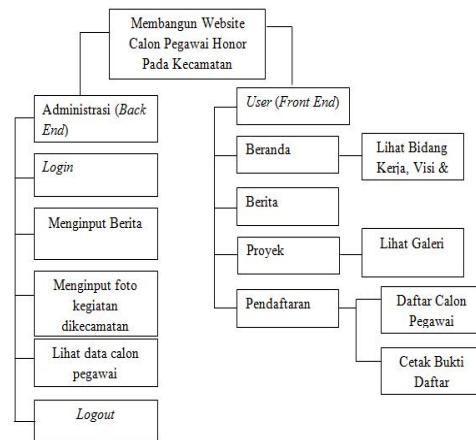 Membangun Website
Calon Pegawai Honor
Pada Kecamatan
Administrasi (Back
End)
Login
Menginput Berita
Menginput foto
kegiatan
dikecamatan
Lihat data calon
pegawai
Logout
User (Front End)
Beranda
Lihat Bidang
Kerja, Visi &
Berita
Proyek
Lihat Galeri
Pendaftaran
Daftar Calon
Pegawai
Cetak Bukti
Daftar